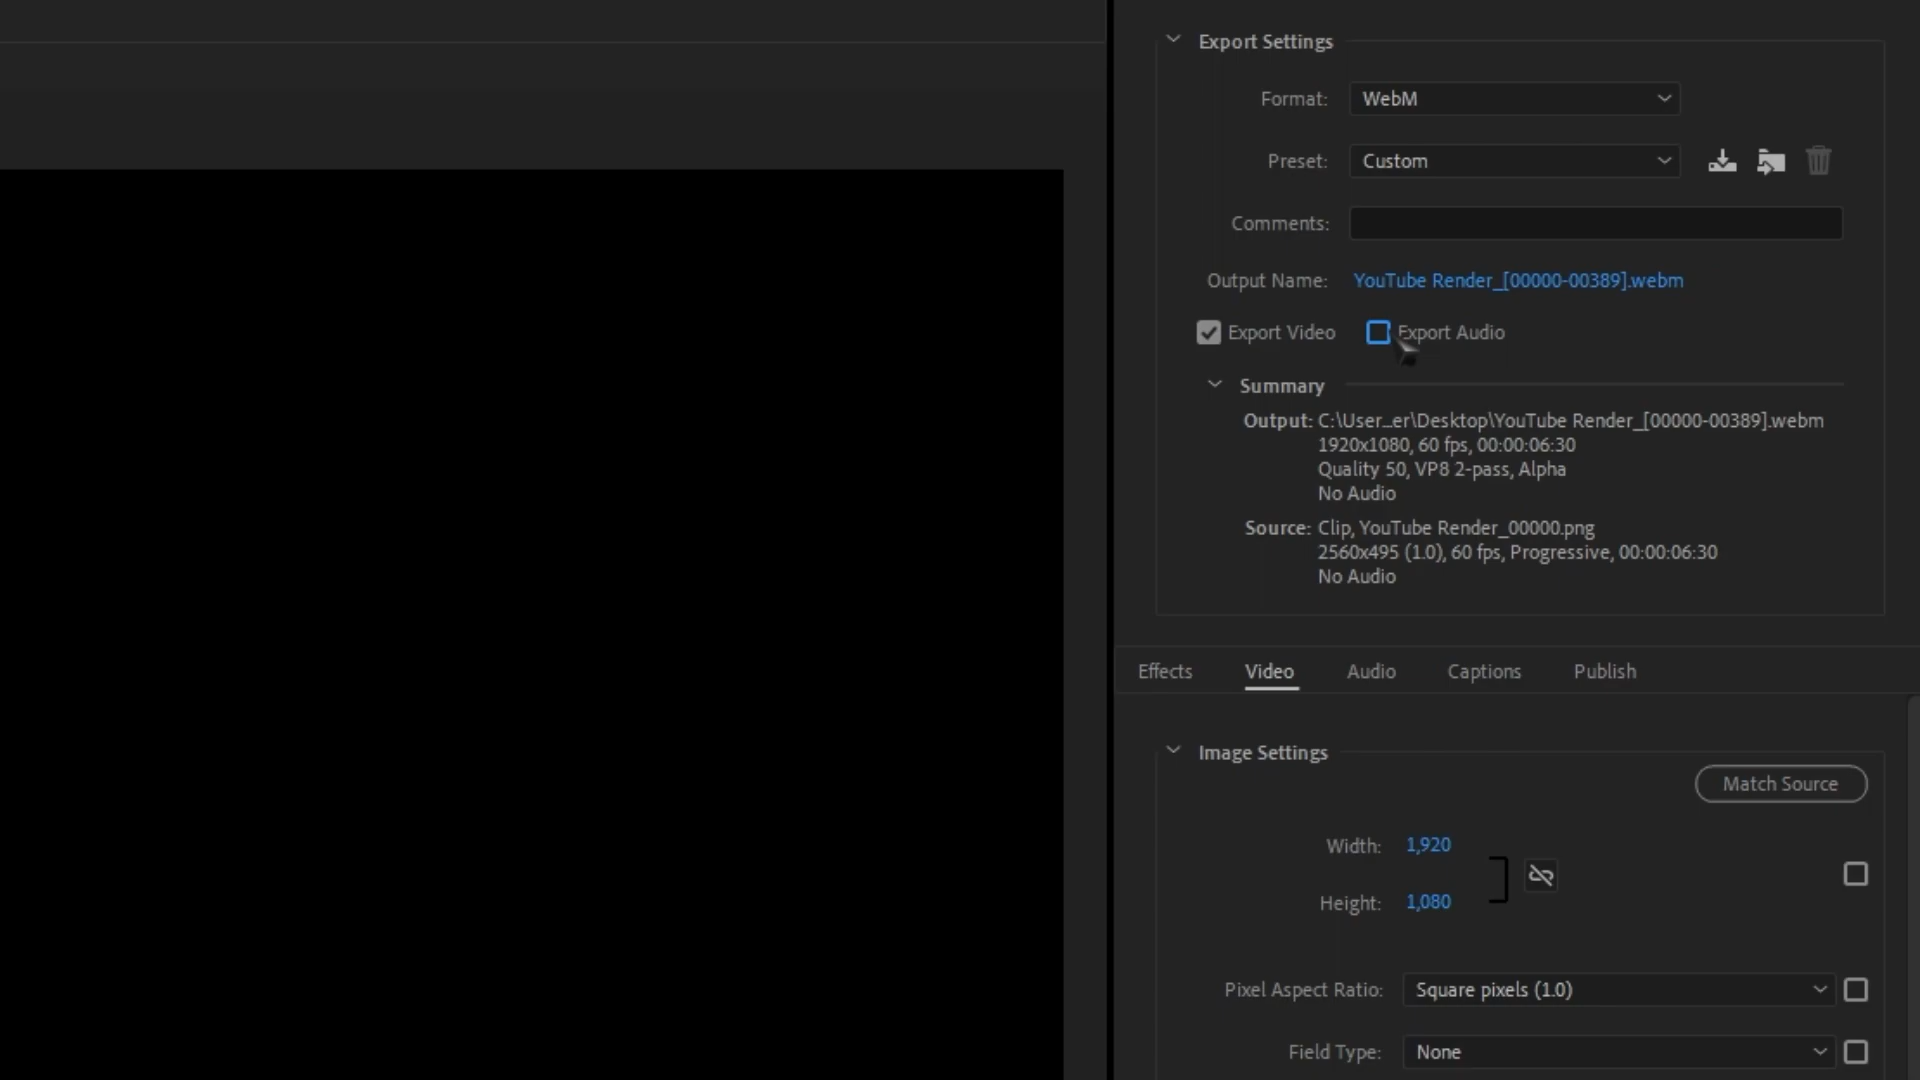 Export Settings
Format: WebM
Preset: Custom
Comments:
Output Name: YouTube Render_[00000-00389].webm
Export Video Export Audio
Summary
Output: C:\User_er\Desktop\YouTube Render_[00000-00389].webm
1920x1080, 60 fps, 00:00:06:30
Quality 50, VP8 2-pass, Alpha
No Audio
Source: Clip, YouTube Render_00000.png
2560x495 (1.0), 60 fps, Progressive, 00:00:06:30
No Audio
Effects Video Audio Captions Publish
Image Settings
Match Source
Width: 1,920
Height: 1,080
Pixel Aspect Ratio: Square pixels (1.0)
Field Type: None